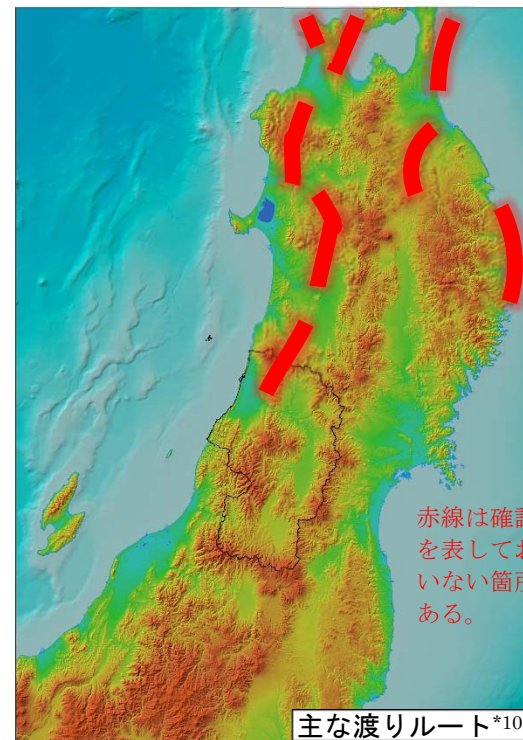 赤線は確認
を表してお
いない箇所
ある。
主な渡りルート*10